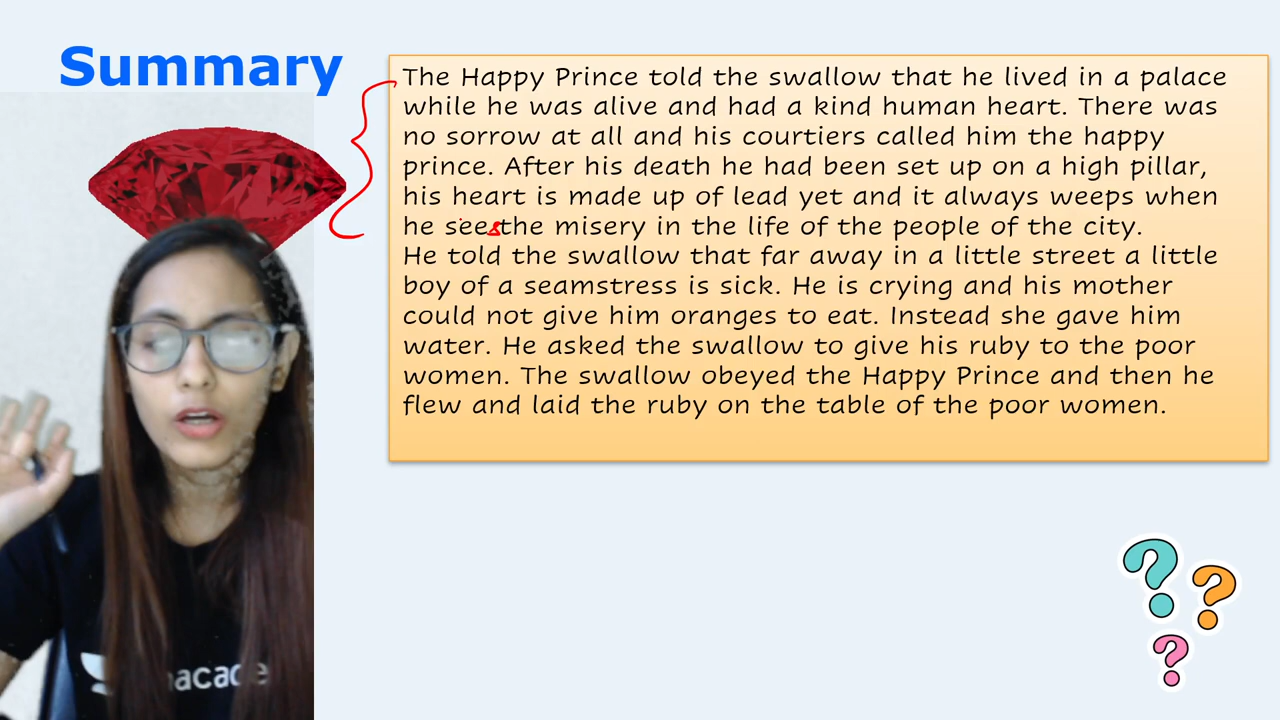 Summary
The Happy Prince told the swallow that he lived in a palace
while he was alive and had a kind human heart. There was
no sorrow at all and his courtiers called him the happy
prince. After his death he had been set up on a high pillar,
his heart is made up of lead yet and it always weeps when
he sees the misery in the life of the people of the city.
He told the swallow that far away in a little street a little
boy of a seamstress is sick. He is crying and his mother
could not give him oranges to eat. Instead she gave him
water. He asked the swallow to give his ruby to the poor
women. The swallow obeyed the Happy Prince and then he
flew and laid the ruby on the table of the poor women.
? ?
?